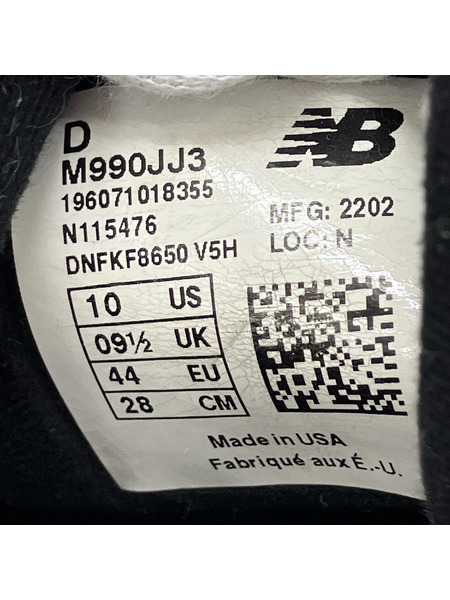 D
NB
M990JJ3
196071018355
N115476
DNFKF8650 V5H
MFG: 2202
LOC: N
10 US
09½ UK
44 EU
28 CM
Made in USA
Fabriqué aux É.-U.